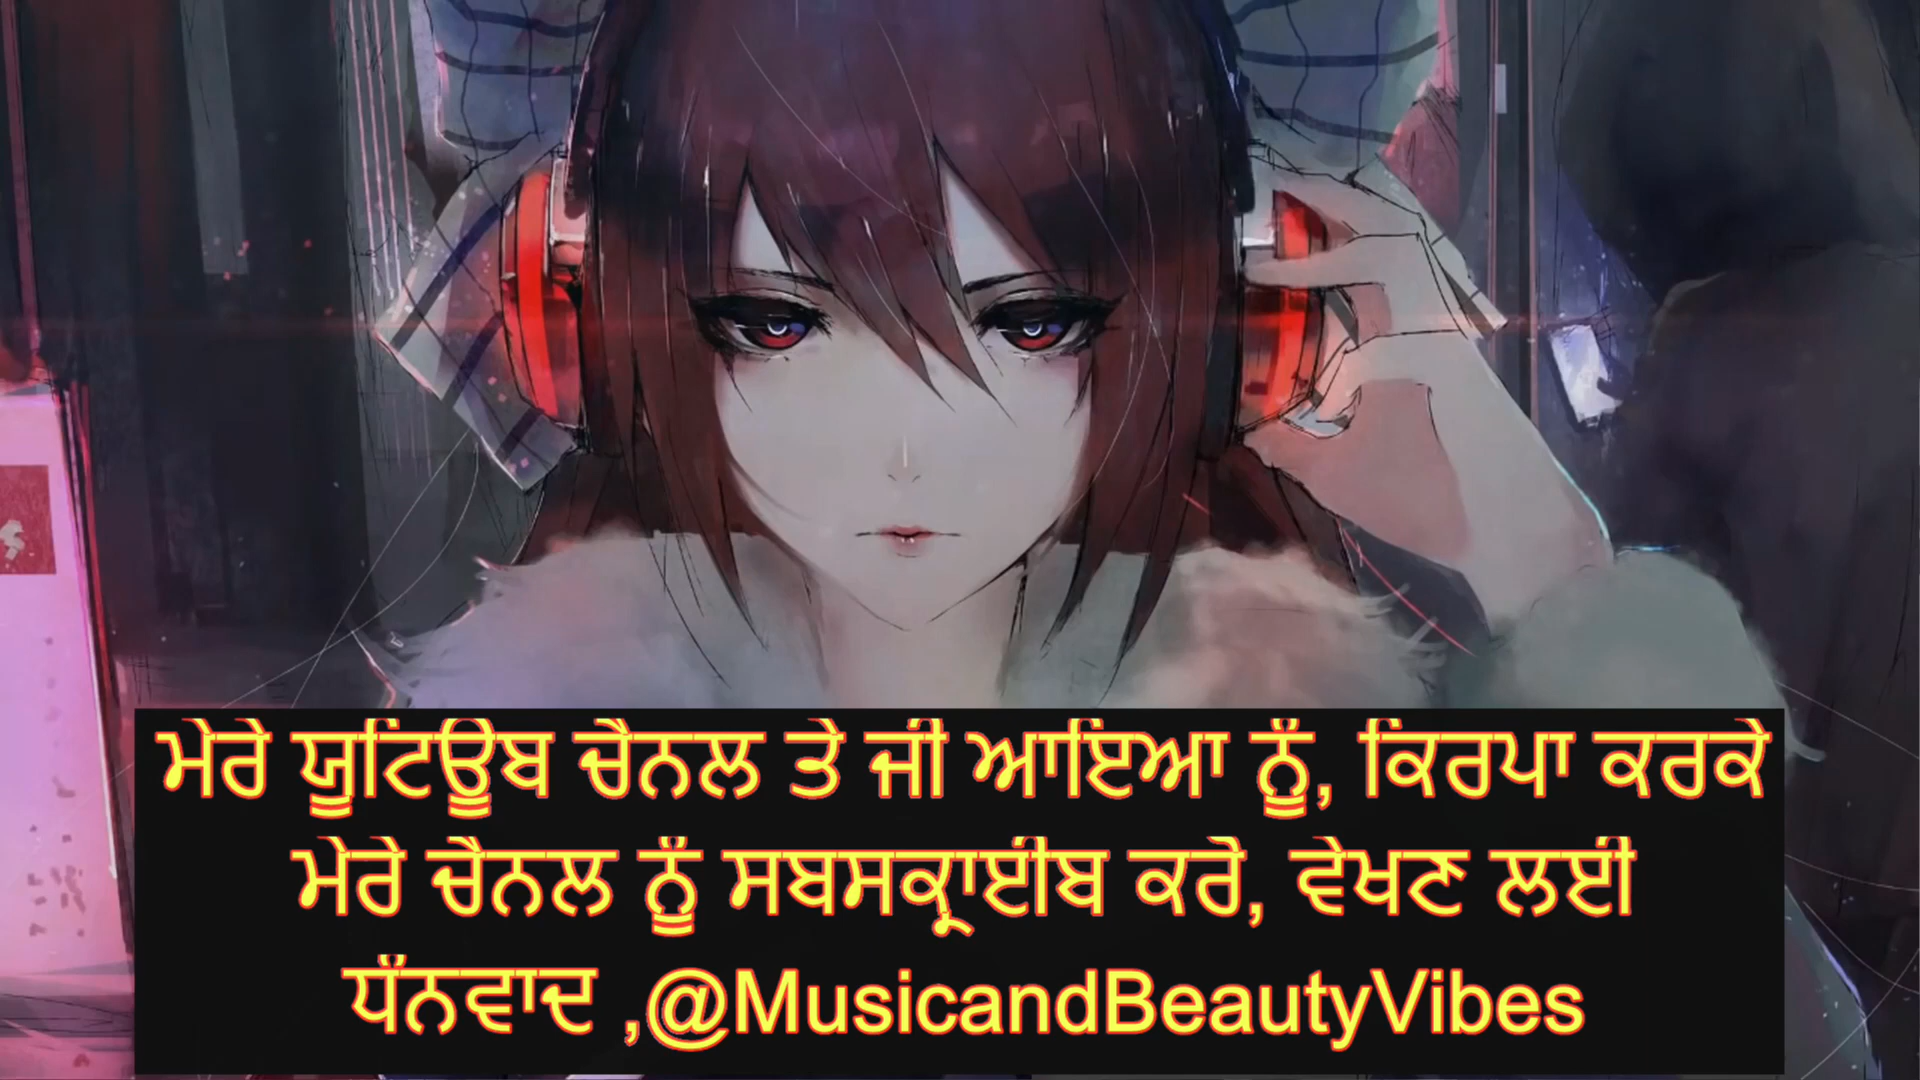 ਮੇਰੇ ਯੂਟਿਊਬ ਚੈਨਲ ਤੇ ਜੀ ਆਇਆ ਨੂੰ, ਕਿਰਪਾ ਕਰਕੇ
ਮੇਰੇ ਚੈਨਲ ਨੂੰ ਸਬਸਕ੍ਰਾਈਬ ਕਰੋ, ਵੇਖਣ ਲਈ
ਧੰਨਵਾਦ ,@MusicandBeautyVibes